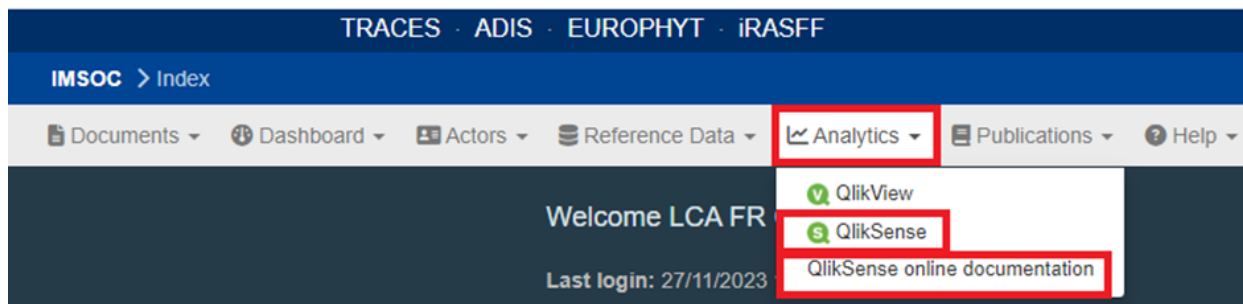 TRACES · ADIS · EUROPHYT · iRASFF
IMSOC > Index
Documents Dashboard Actors Reference Data Analytics Publications Help
QlikView
Welcome LCA FR
QlikSense
QlikSense online documentation
Last login: 27/11/2023